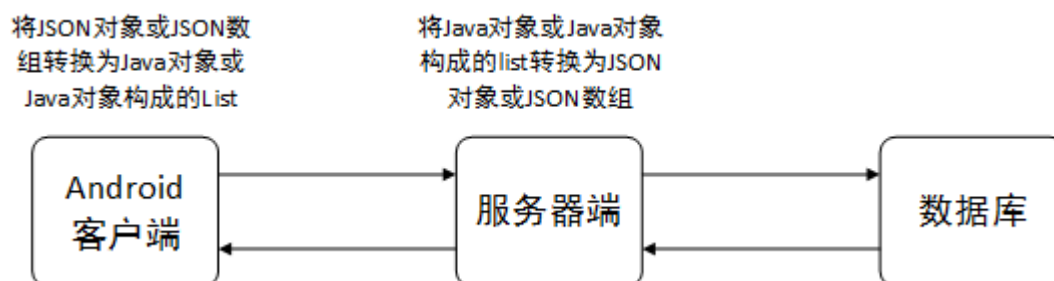 将JSON对象或JSON数
组转换为Java对象或
Java对象构成的List
将Java对象或Java对象
构成的list转换为JSON
对象或JSON数组
Android
客户端
服务器端
数据库